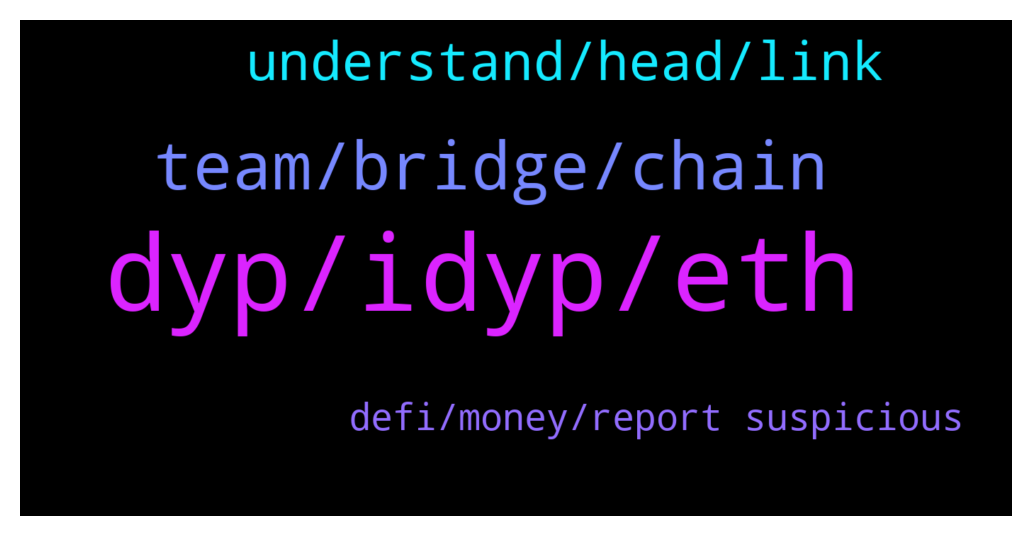 understand/head/link
team/bridge/chain
dyp/idyp/eth
defi/money/report suspicious